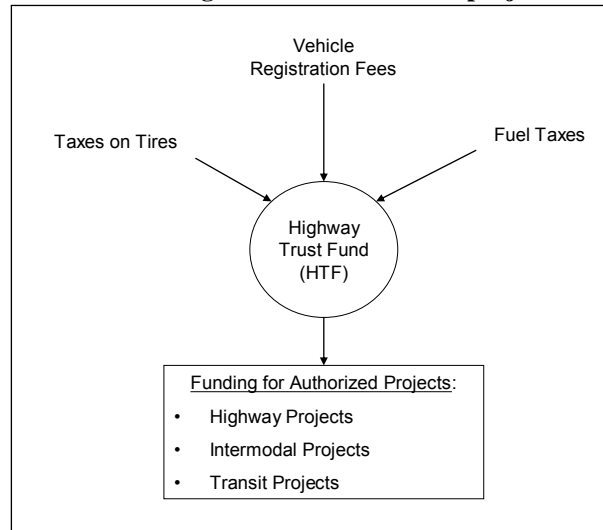 Vehicle
Registration Fees
Taxes on Tires
Fuel Taxes
Highway
Trust Fund
(HTF)
Funding for Authorized Projects:
• Highway Projects
• Intermodal Projects
• Transit Projects